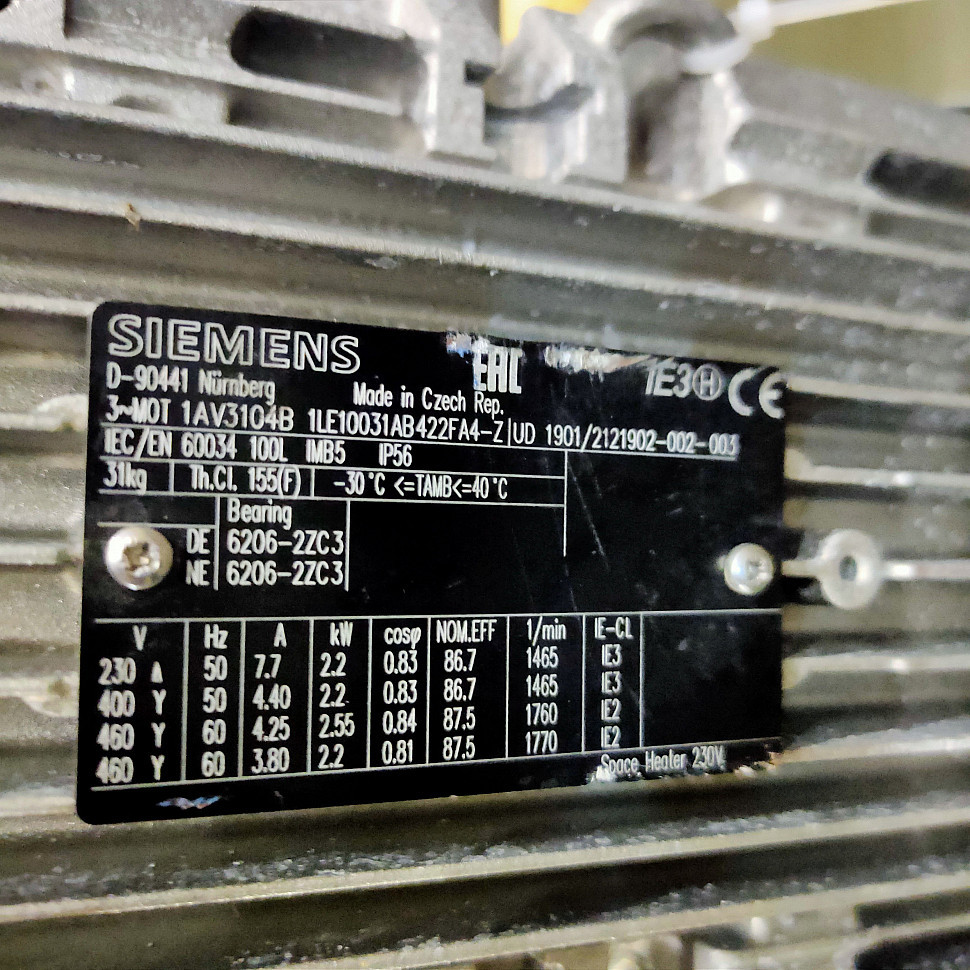 SIEMENS
EAC IE3 H CE
D-90441 Nürnberg
Made in Czech Rep.
3~MOT 1AV3104B 1LE10031AB422FA4-Z UD 1901/2121902-002-003
IEC/EN 60034 100L IMB5 IP56
31kg Th.Cl. 155(F) -30°C <=TAMB<=40°C
Bearing
DE 6206-2ZC3
NE 6206-2ZC3
V Hz A kW cosφ NOM.EFF 1/min IE-CL
230 Δ 50 7.7 2.2 0.83 86.7 1465 IE3
400 Y 50 4.40 2.2 0.83 86.7 1465 IE3
460 Y 60 4.25 2.55 0.84 87.5 1760 IE2
460 Y 60 3.80 2.2 0.81 87.5 1770 IE2
Space Heater 230V